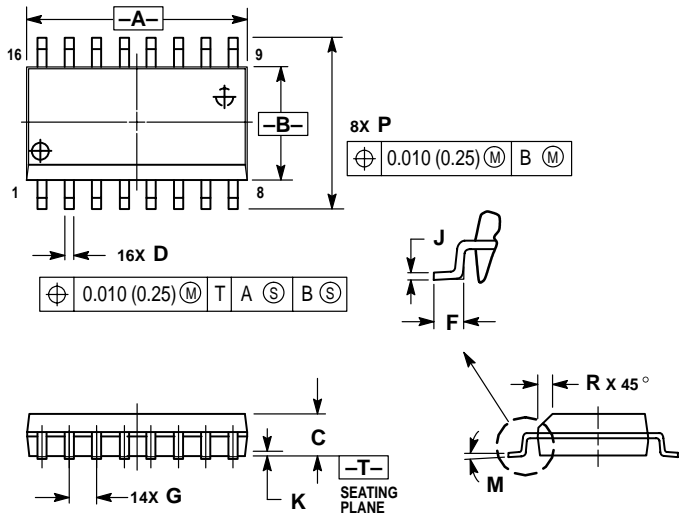 –A–
16
9
–B–
8X P
⌖ 0.010 (0.25) Ⓜ B Ⓜ
1
8
16X D
⌖ 0.010 (0.25) Ⓜ T A Ⓢ B Ⓢ
J
F
R X 45°
C
–T–
SEATING
PLANE
K
14X G
M